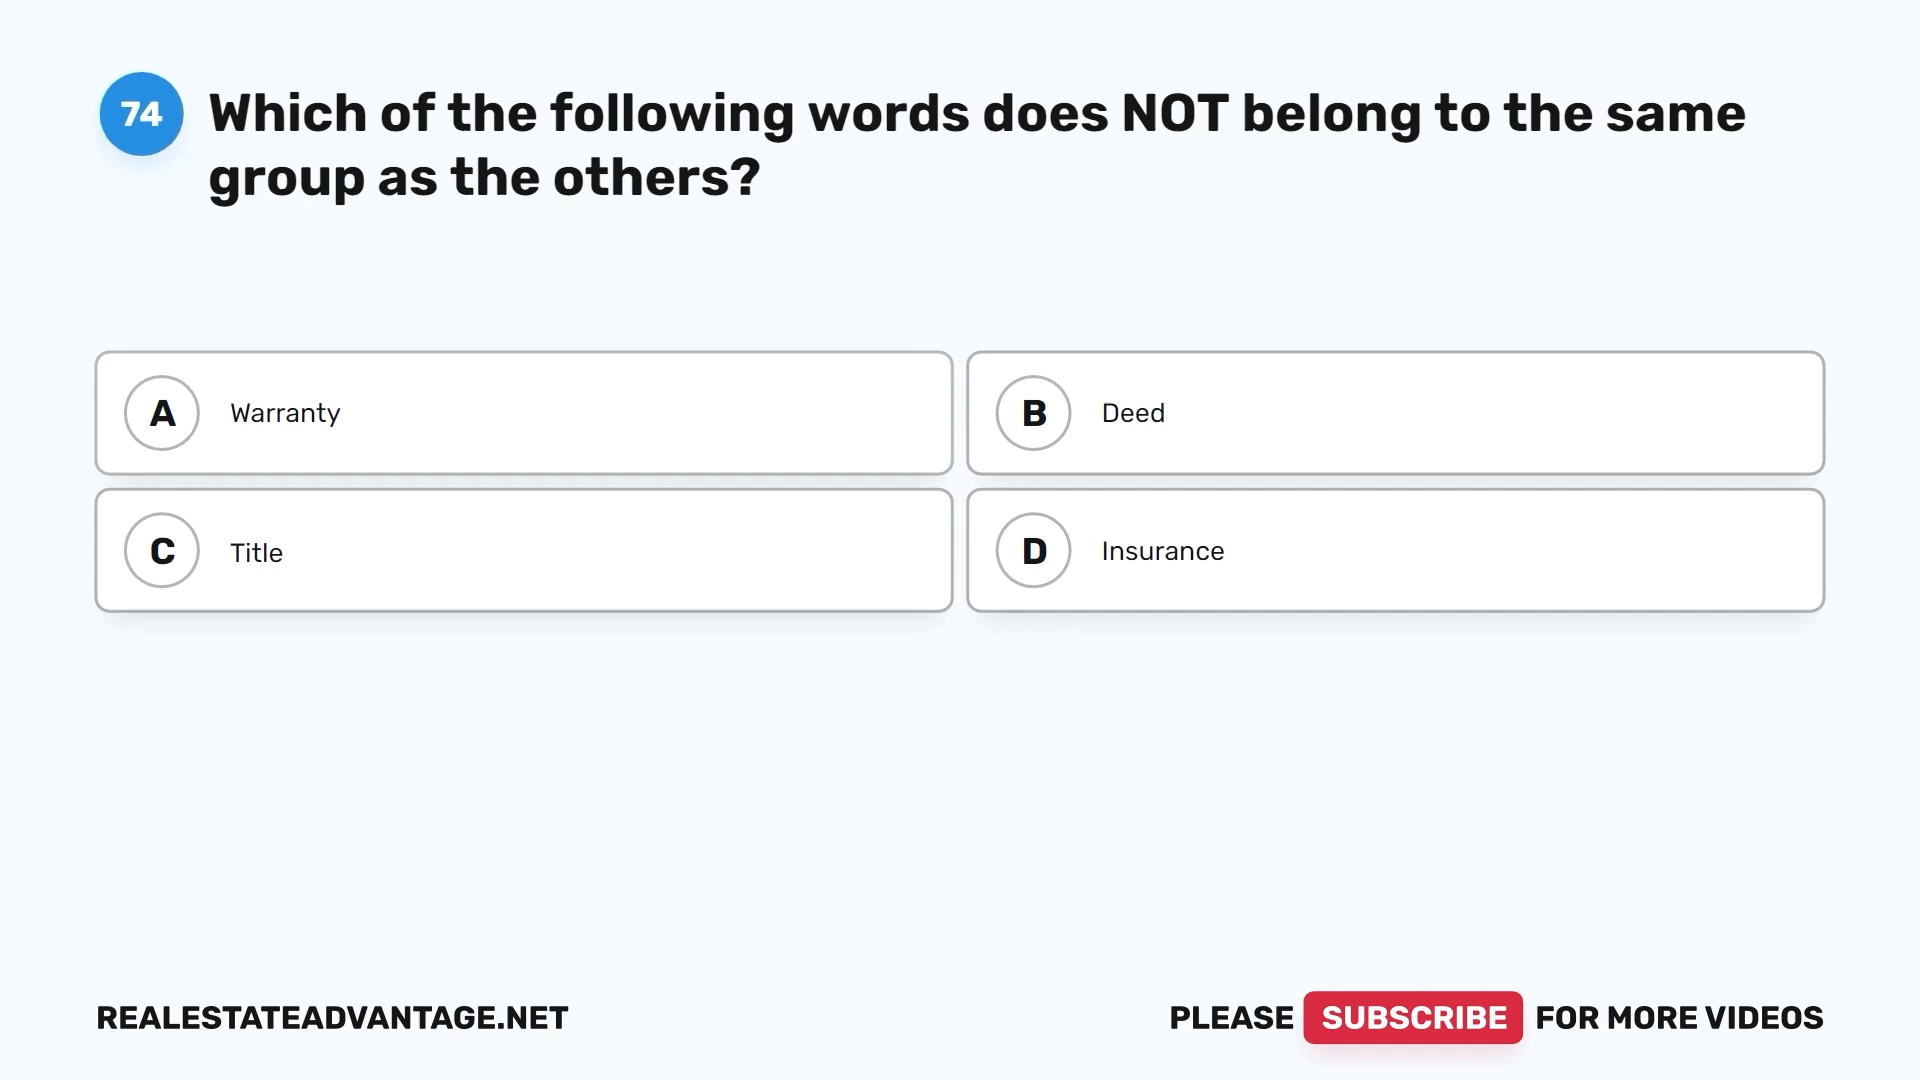 74
Which of the following words does NOT belong to the same
group as the others?
A Warranty
B Deed
C Title
D Insurance
REALESTATEADVANTAGE.NET
PLEASE SUBSCRIBE FOR MORE VIDEOS